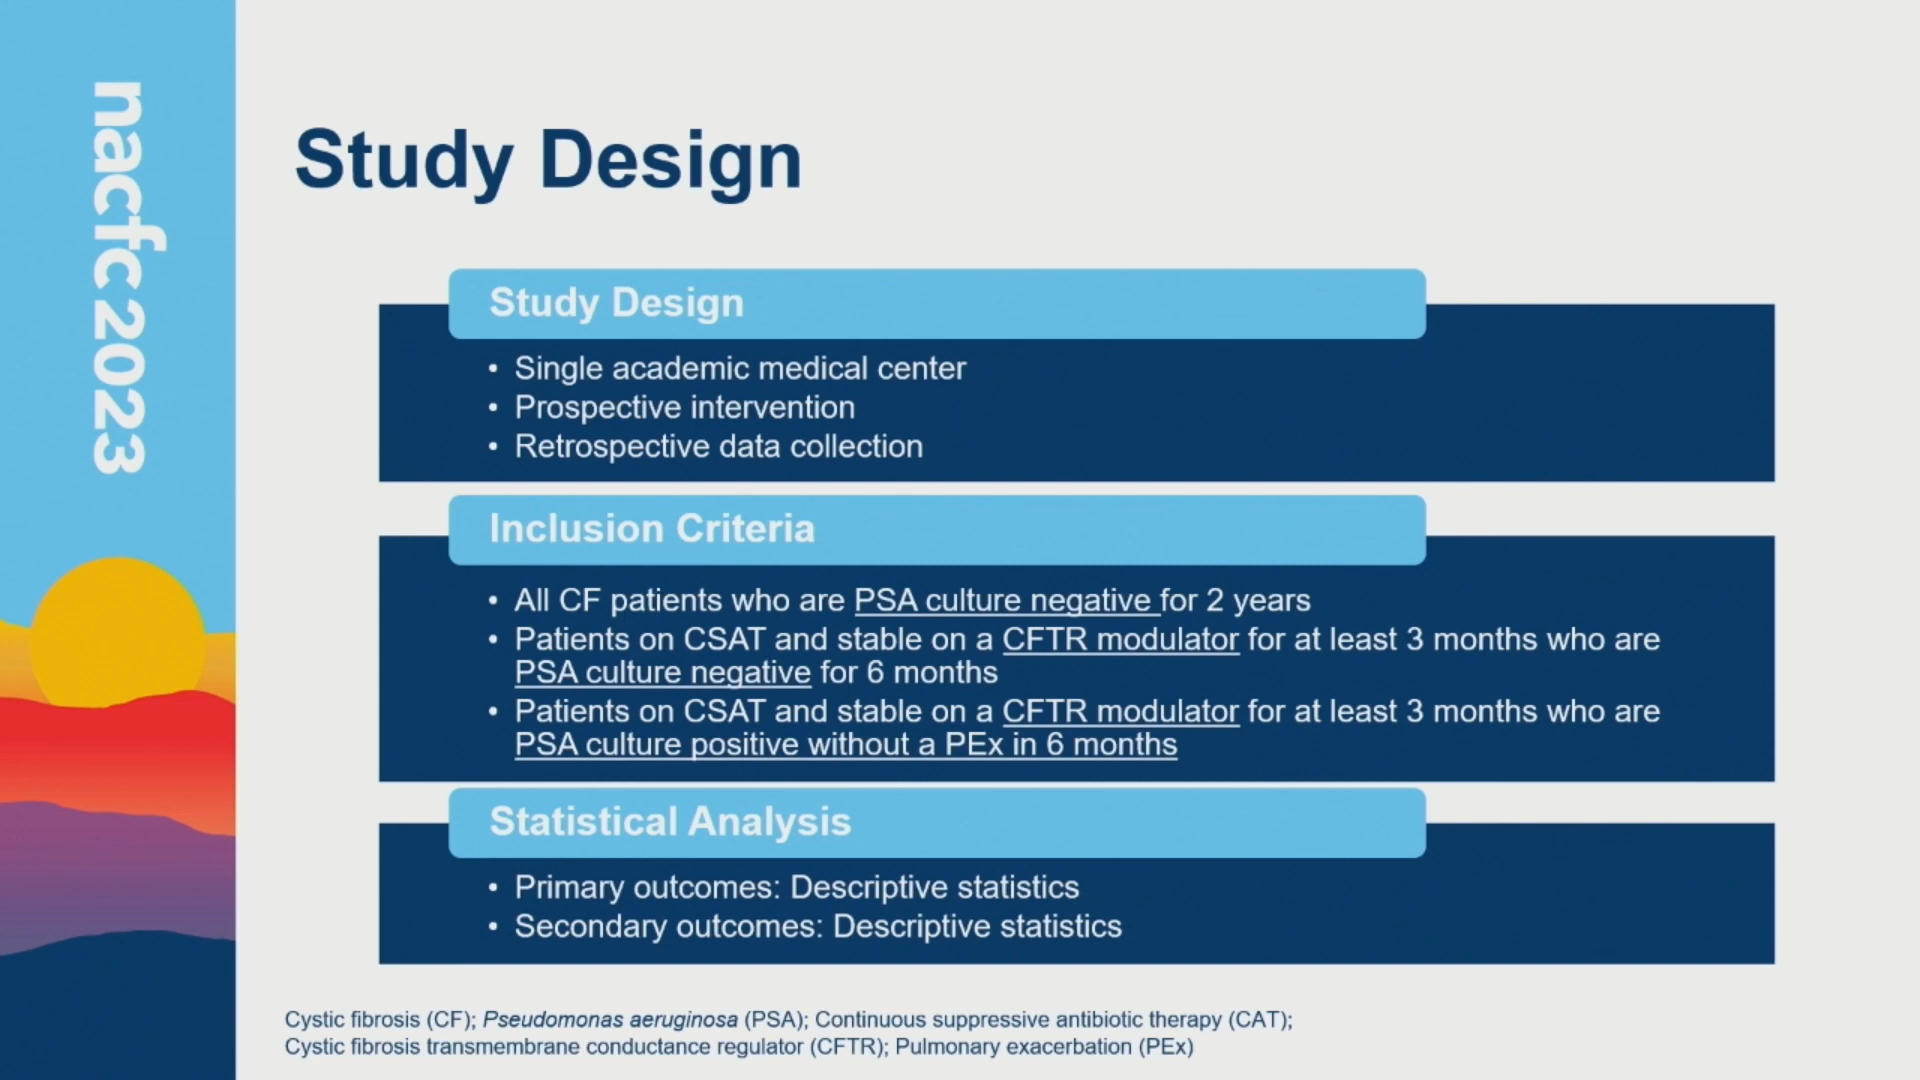 nacfc 2023
Study Design
Study Design
• Single academic medical center
• Prospective intervention
• Retrospective data collection
Inclusion Criteria
• All CF patients who are PSA culture negative for 2 years
• Patients on CSAT and stable on a CFTR modulator for at least 3 months who are
PSA culture negative for 6 months
• Patients on CSAT and stable on a CFTR modulator for at least 3 months who are
PSA culture positive without a PEx in 6 months
Statistical Analysis
• Primary outcomes: Descriptive statistics
• Secondary outcomes: Descriptive statistics
Cystic fibrosis (CF); Pseudomonas aeruginosa (PSA); Continuous suppressive antibiotic therapy (CAT);
Cystic fibrosis transmembrane conductance regulator (CFTR); Pulmonary exacerbation (PEx)